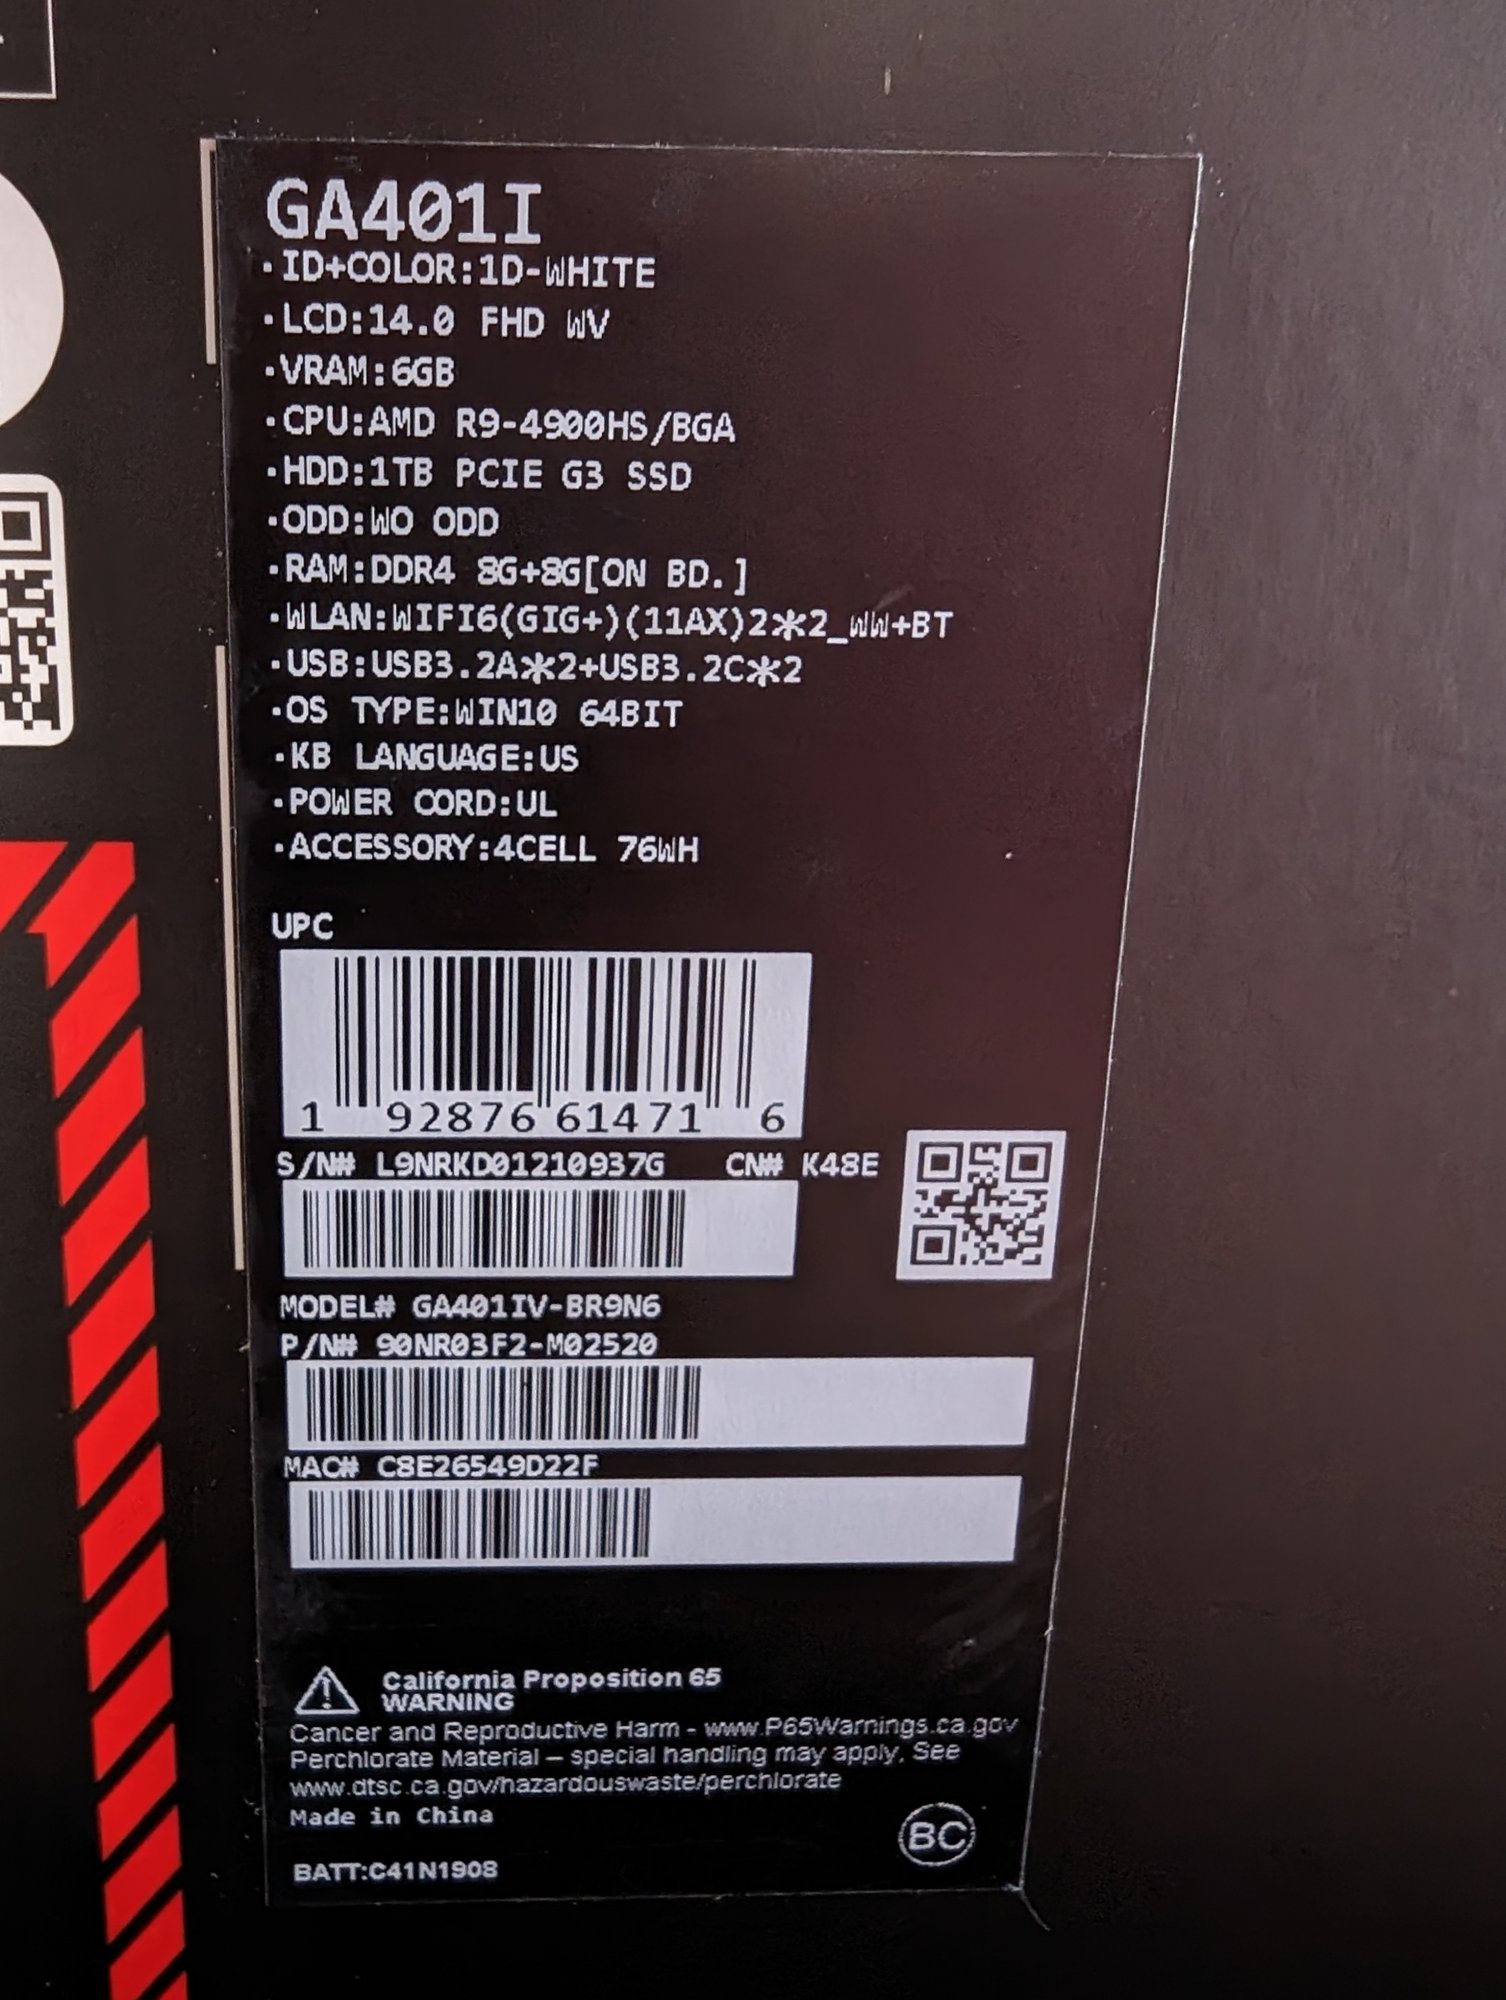 GA401I
·ID+COLOR:1D-WHITE
·LCD:14.0 FHD WV
·VRAM:6GB
·CPU:AMD R9-4900HS/BGA
·HDD:1TB PCIE G3 SSD
·ODD:WO ODD
·RAM:DDR4 8G+8G[ON BD.]
·WLAN:WIFI6(GIG+)(11AX)2*2_WW+BT
·USB:USB3.2A*2+USB3.2C*2
·OS TYPE:WIN10 64BIT
·KB LANGUAGE:US
·POWER CORD:UL
·ACCESSORY:4CELL 76WH
UPC
1 92876 61471 6
S/N# L9NRKD01210937G CN# K48E
MODEL# GA401IV-BR9N6
P/N# 90NR03F2-M02520
MAC# C8E26549D22F
California Proposition 65
WARNING
Cancer and Reproductive Harm - www.P65Warnings.ca.gov
Perchlorate Material – special handling may apply, See
www.dtsc.ca.gov/hazardouswaste/perchlorate
Made in China
BC
BATT:C41N1908